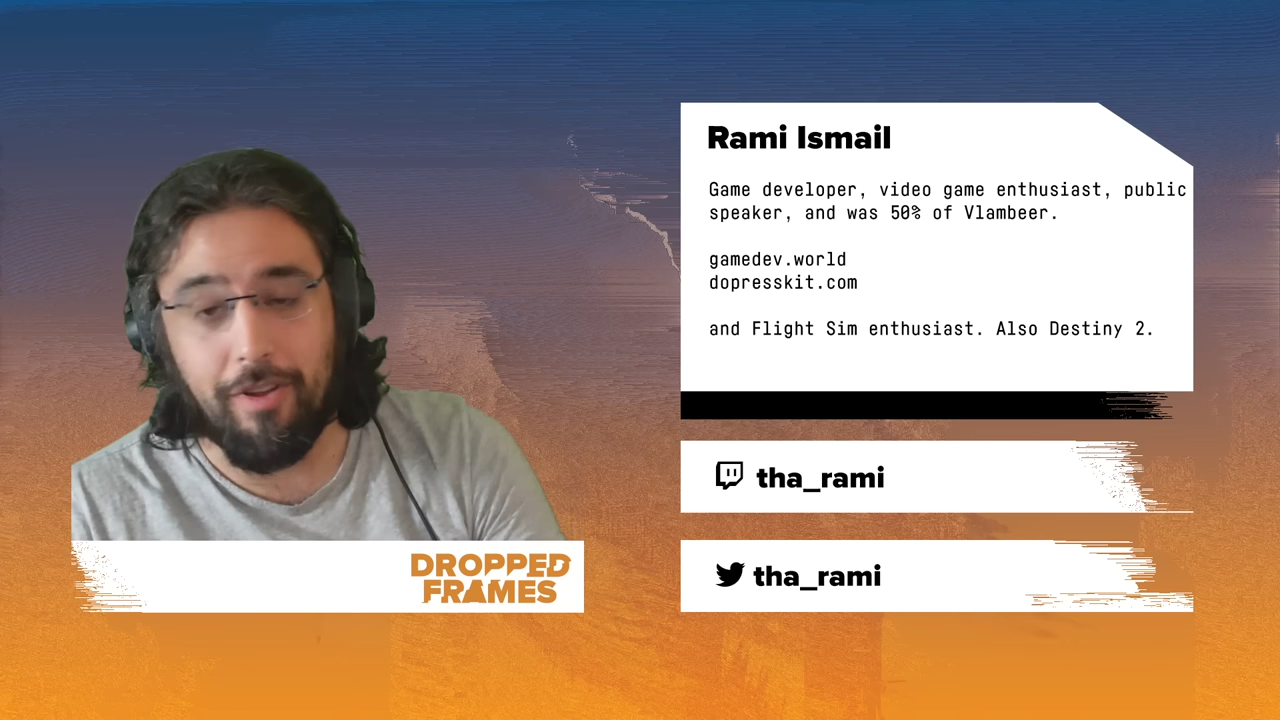 Rami Ismail
Game developer, video game enthusiast, public
speaker, and was 50% of Vlambeer.
gamedev.world
dopresskit.com
and Flight Sim enthusiast. Also Destiny 2.
tha_rami
tha_rami
DROPPED
FRAMES